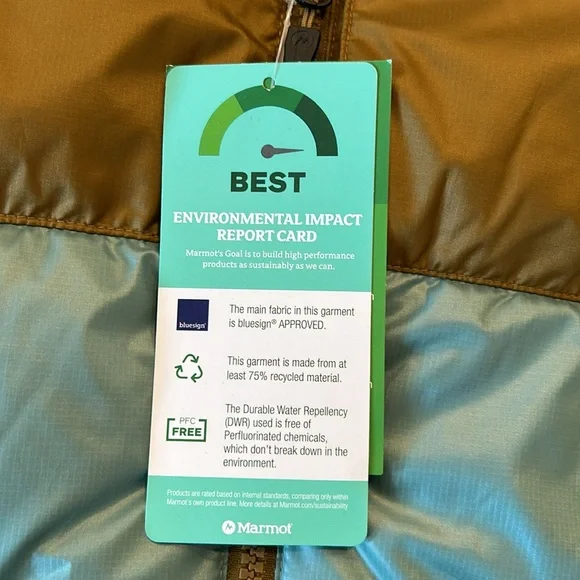 BEST
ENVIRONMENTAL IMPACT
REPORT CARD
Marmot's Goal is to build high performance
products as sustainably as we can.
bluesign®
The main fabric in this garment
is bluesign® APPROVED.
This garment is made from at
least 75% recycled material.
PFC
FREE
The Durable Water Repellency
(DWR) used is free of
Perfluorinated chemicals,
which don't break down in the
environment.
Products are rated based on internal standards, comparing only within
Marmot's own product line. More details at Marmot.com/sustainability
Marmot